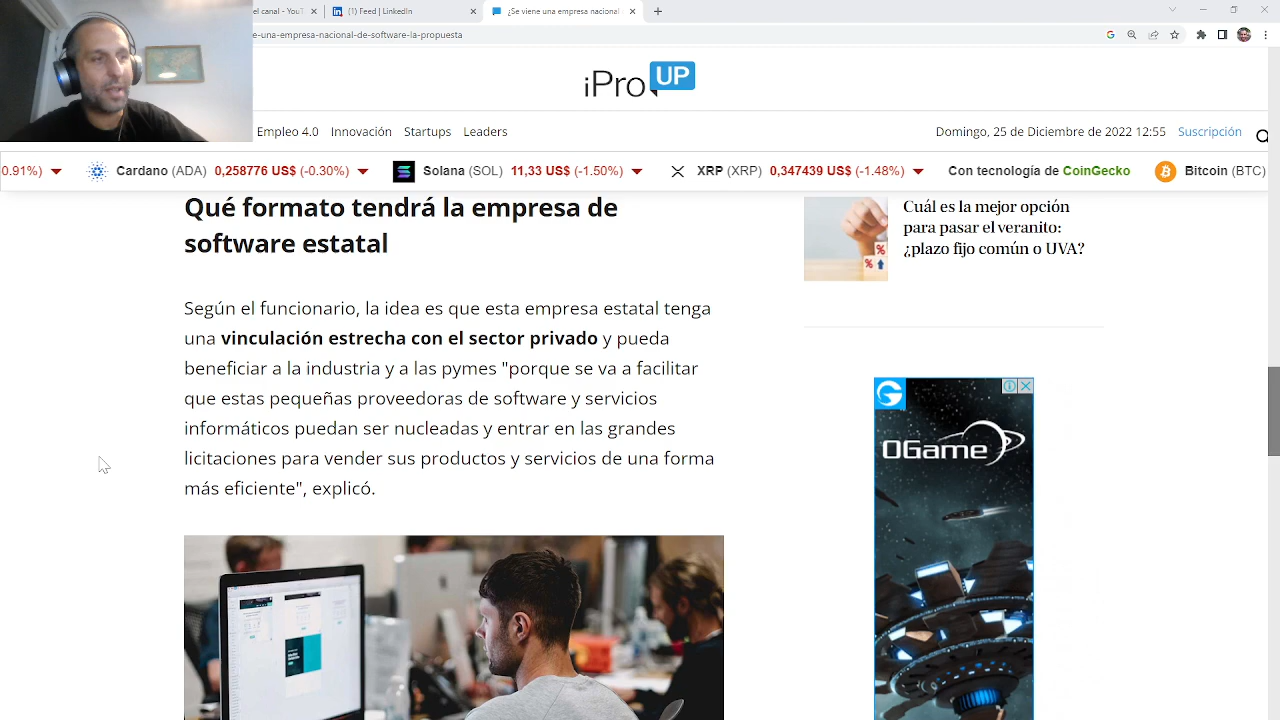 el canal - YouT
(1) Feed | LinkedIn
¿Se viene una empresa nacional
e-una-empresa-nacional-de-software-la-propuesta
iPro UP
Empleo 4.0 Innovación Startups Leaders
Domingo, 25 de Diciembre de 2022 12:55 Suscripción
0.91%) Cardano (ADA) 0,258776 US$ (-0.30%) Solana (SOL) 11,33 US$ (-1.50%) XRP (XRP) 0,347439 US$ (-1.48%) Con tecnología de CoinGecko Bitcoin (BTC)
Qué formato tendrá la empresa de
software estatal
Según el funcionario, la idea es que esta empresa estatal tenga
una vinculación estrecha con el sector privado y pueda
beneficiar a la industria y a las pymes "porque se va a facilitar
que estas pequeñas proveedoras de software y servicios
informáticos puedan ser nucleadas y entrar en las grandes
licitaciones para vender sus productos y servicios de una forma
más eficiente", explicó.
Cuál es la mejor opción
para pasar el veranito:
¿plazo fijo común o UVA?
OGame